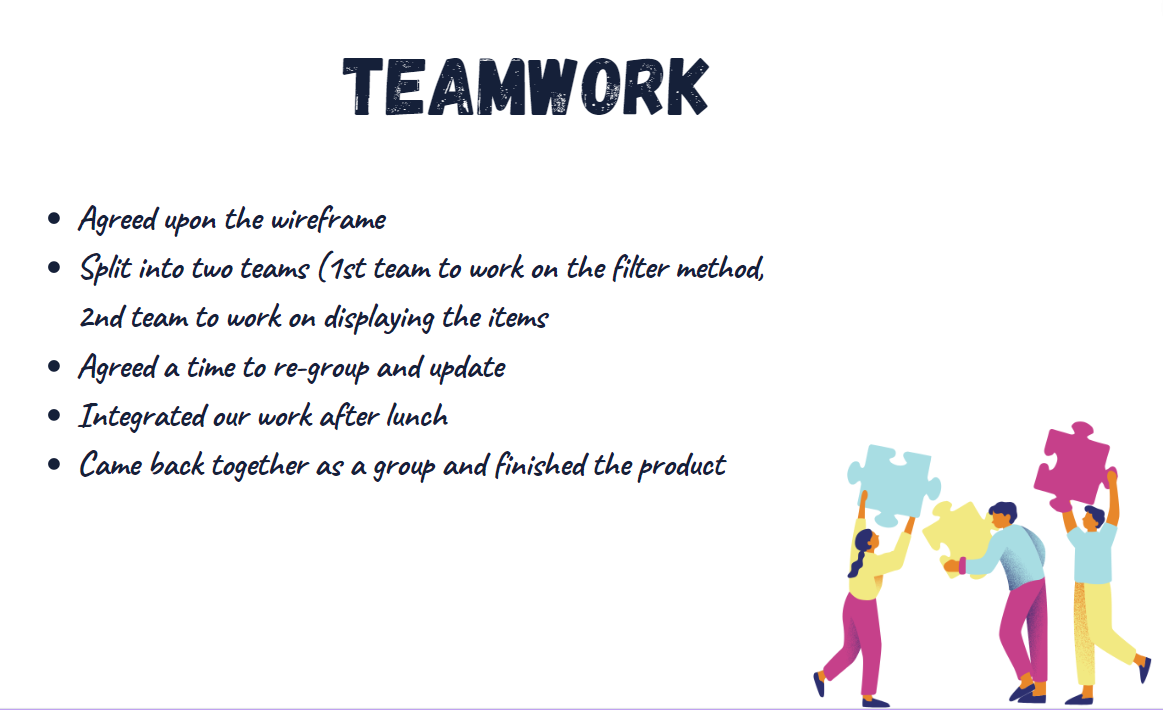 TEAMWORK
• Agreed upon the wireframe
• Split into two teams (1st team to work on the filter method,
2nd team to work on displaying the items
• Agreed a time to re-group and update
• Integrated our work after lunch
• Came back together as a group and finished the product